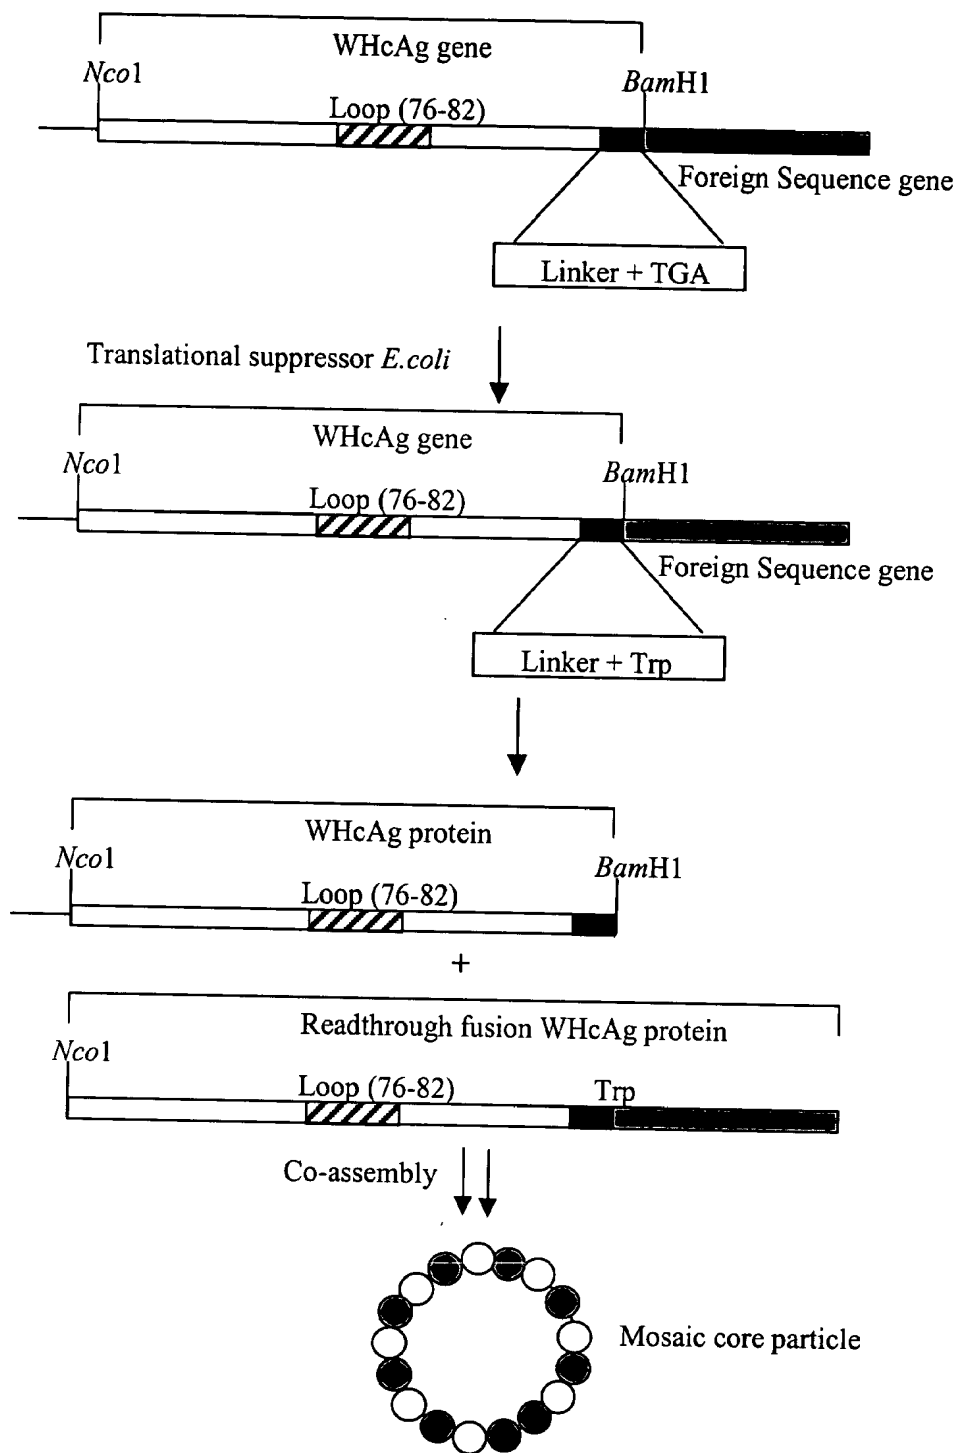 WHcAg gene
Nco1
BamH1
Loop (76-82)
Foreign Sequence gene
Linker + TGA
Translational suppressor E.coli
WHcAg gene
Nco1
BamH1
Loop (76-82)
Foreign Sequence gene
Linker + Trp
WHcAg protein
Nco1
BamH1
Loop (76-82)
+
Readthrough fusion WHcAg protein
Nco1
Loop (76-82)
Trp
Co-assembly
Mosaic core particle